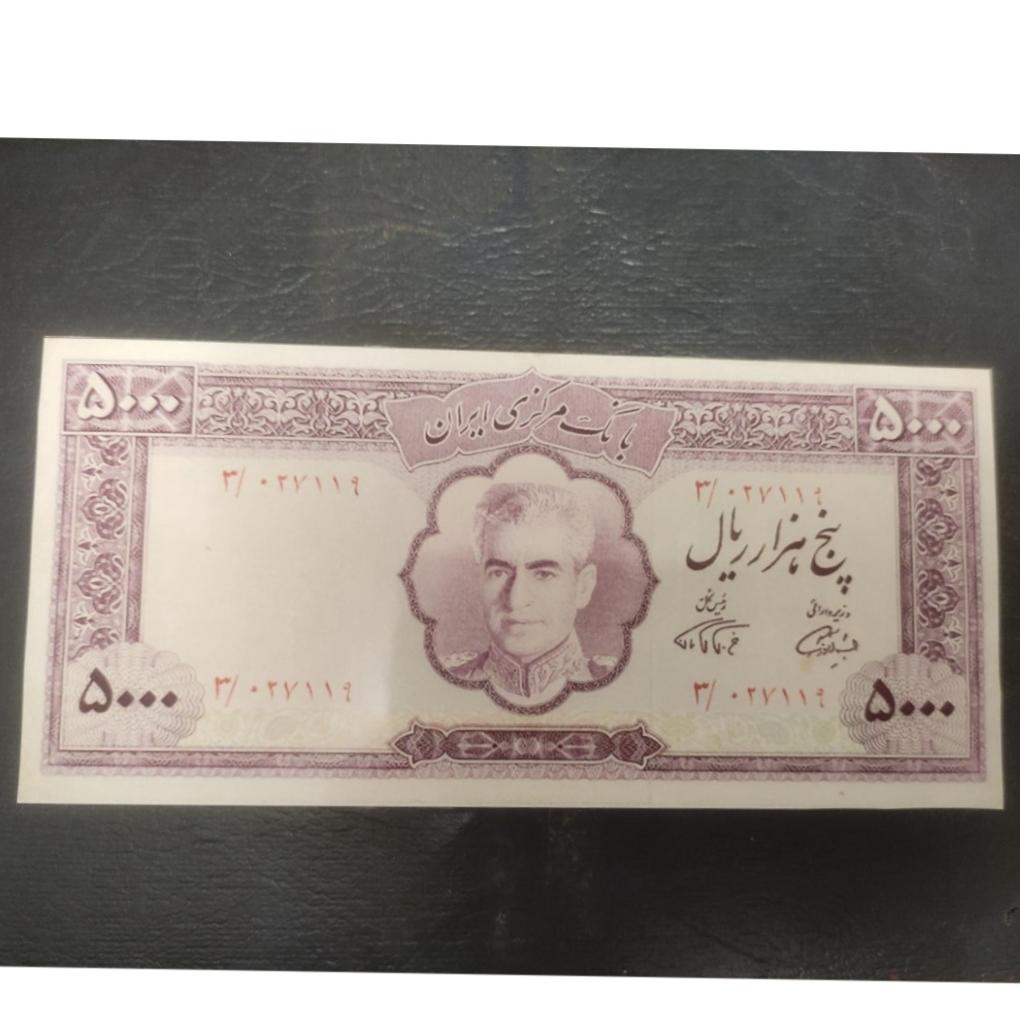 ۵۰۰۰
بانک مرکزی ایران
۵۰۰۰
۳/ ۰۲۷۱۱۹
۳/ ۰۲۷۱۱۹
پنج هزار ریال
وزیر دارائی
رئیس کل
۳/ ۰۲۷۱۱۹
۳/ ۰۲۷۱۱۹
۵۰۰۰
۵۰۰۰